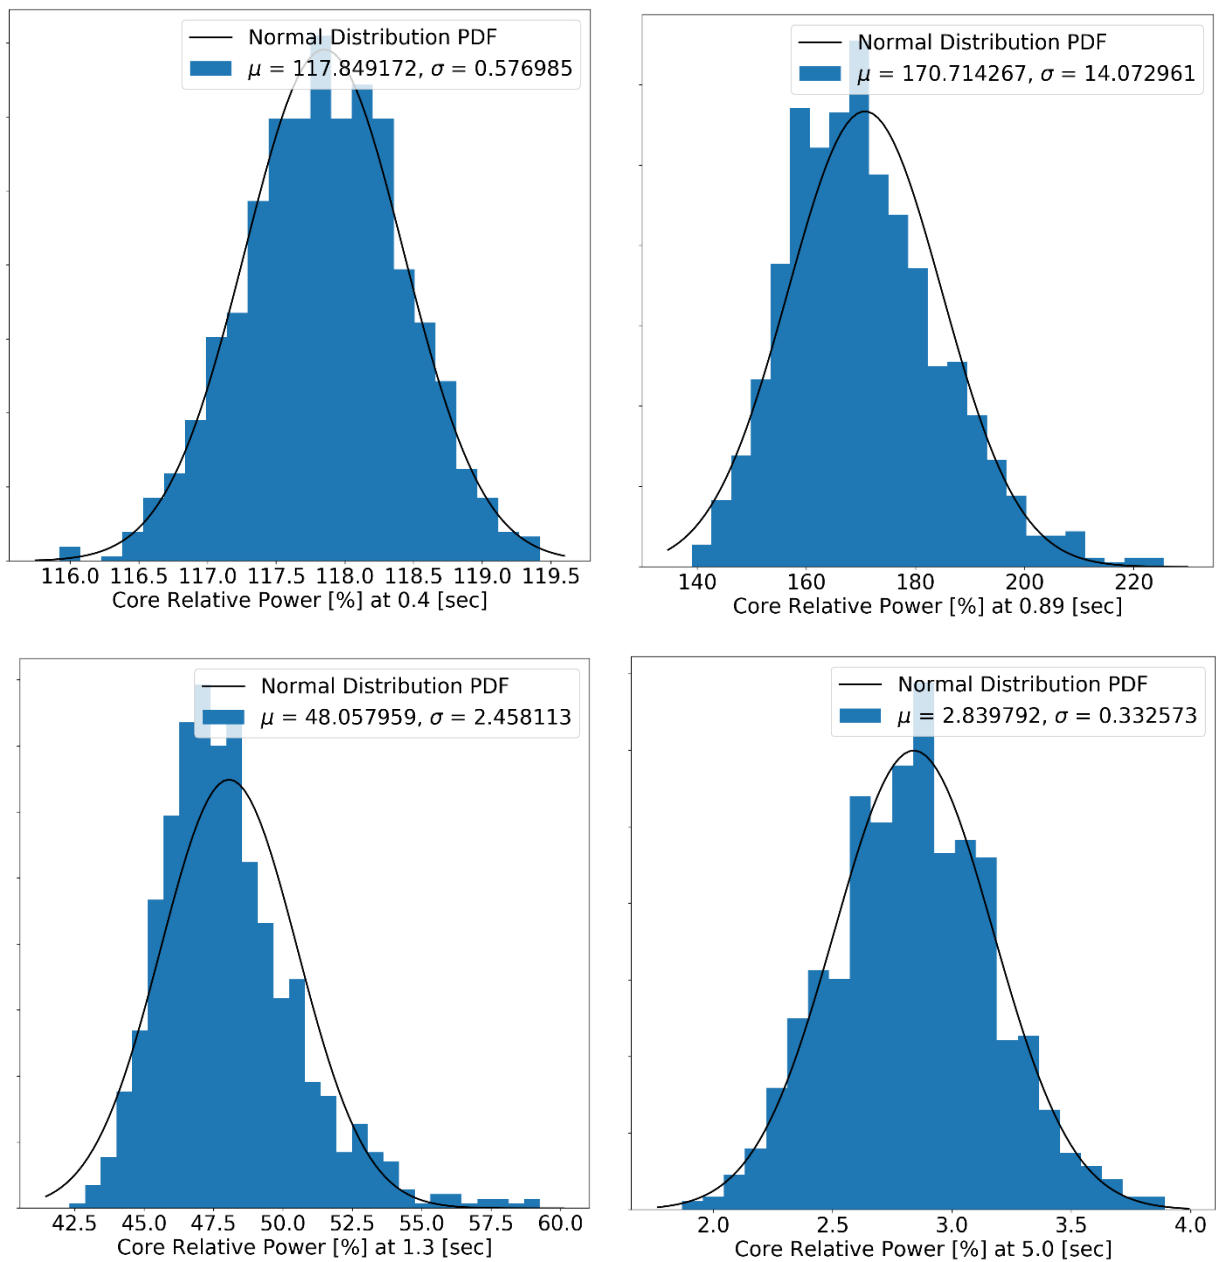 Normal Distribution PDF
μ = 117.849172, σ = 0.576985
116.0 116.5 117.0 117.5 118.0 118.5 119.0 119.5
Core Relative Power [%] at 0.4 [sec]
Normal Distribution PDF
μ = 170.714267, σ = 14.072961
140 160 180 200 220
Core Relative Power [%] at 0.89 [sec]
Normal Distribution PDF
μ = 48.057959, σ = 2.458113
42.5 45.0 47.5 50.0 52.5 55.0 57.5 60.0
Core Relative Power [%] at 1.3 [sec]
Normal Distribution PDF
μ = 2.839792, σ = 0.332573
2.0 2.5 3.0 3.5 4.0
Core Relative Power [%] at 5.0 [sec]